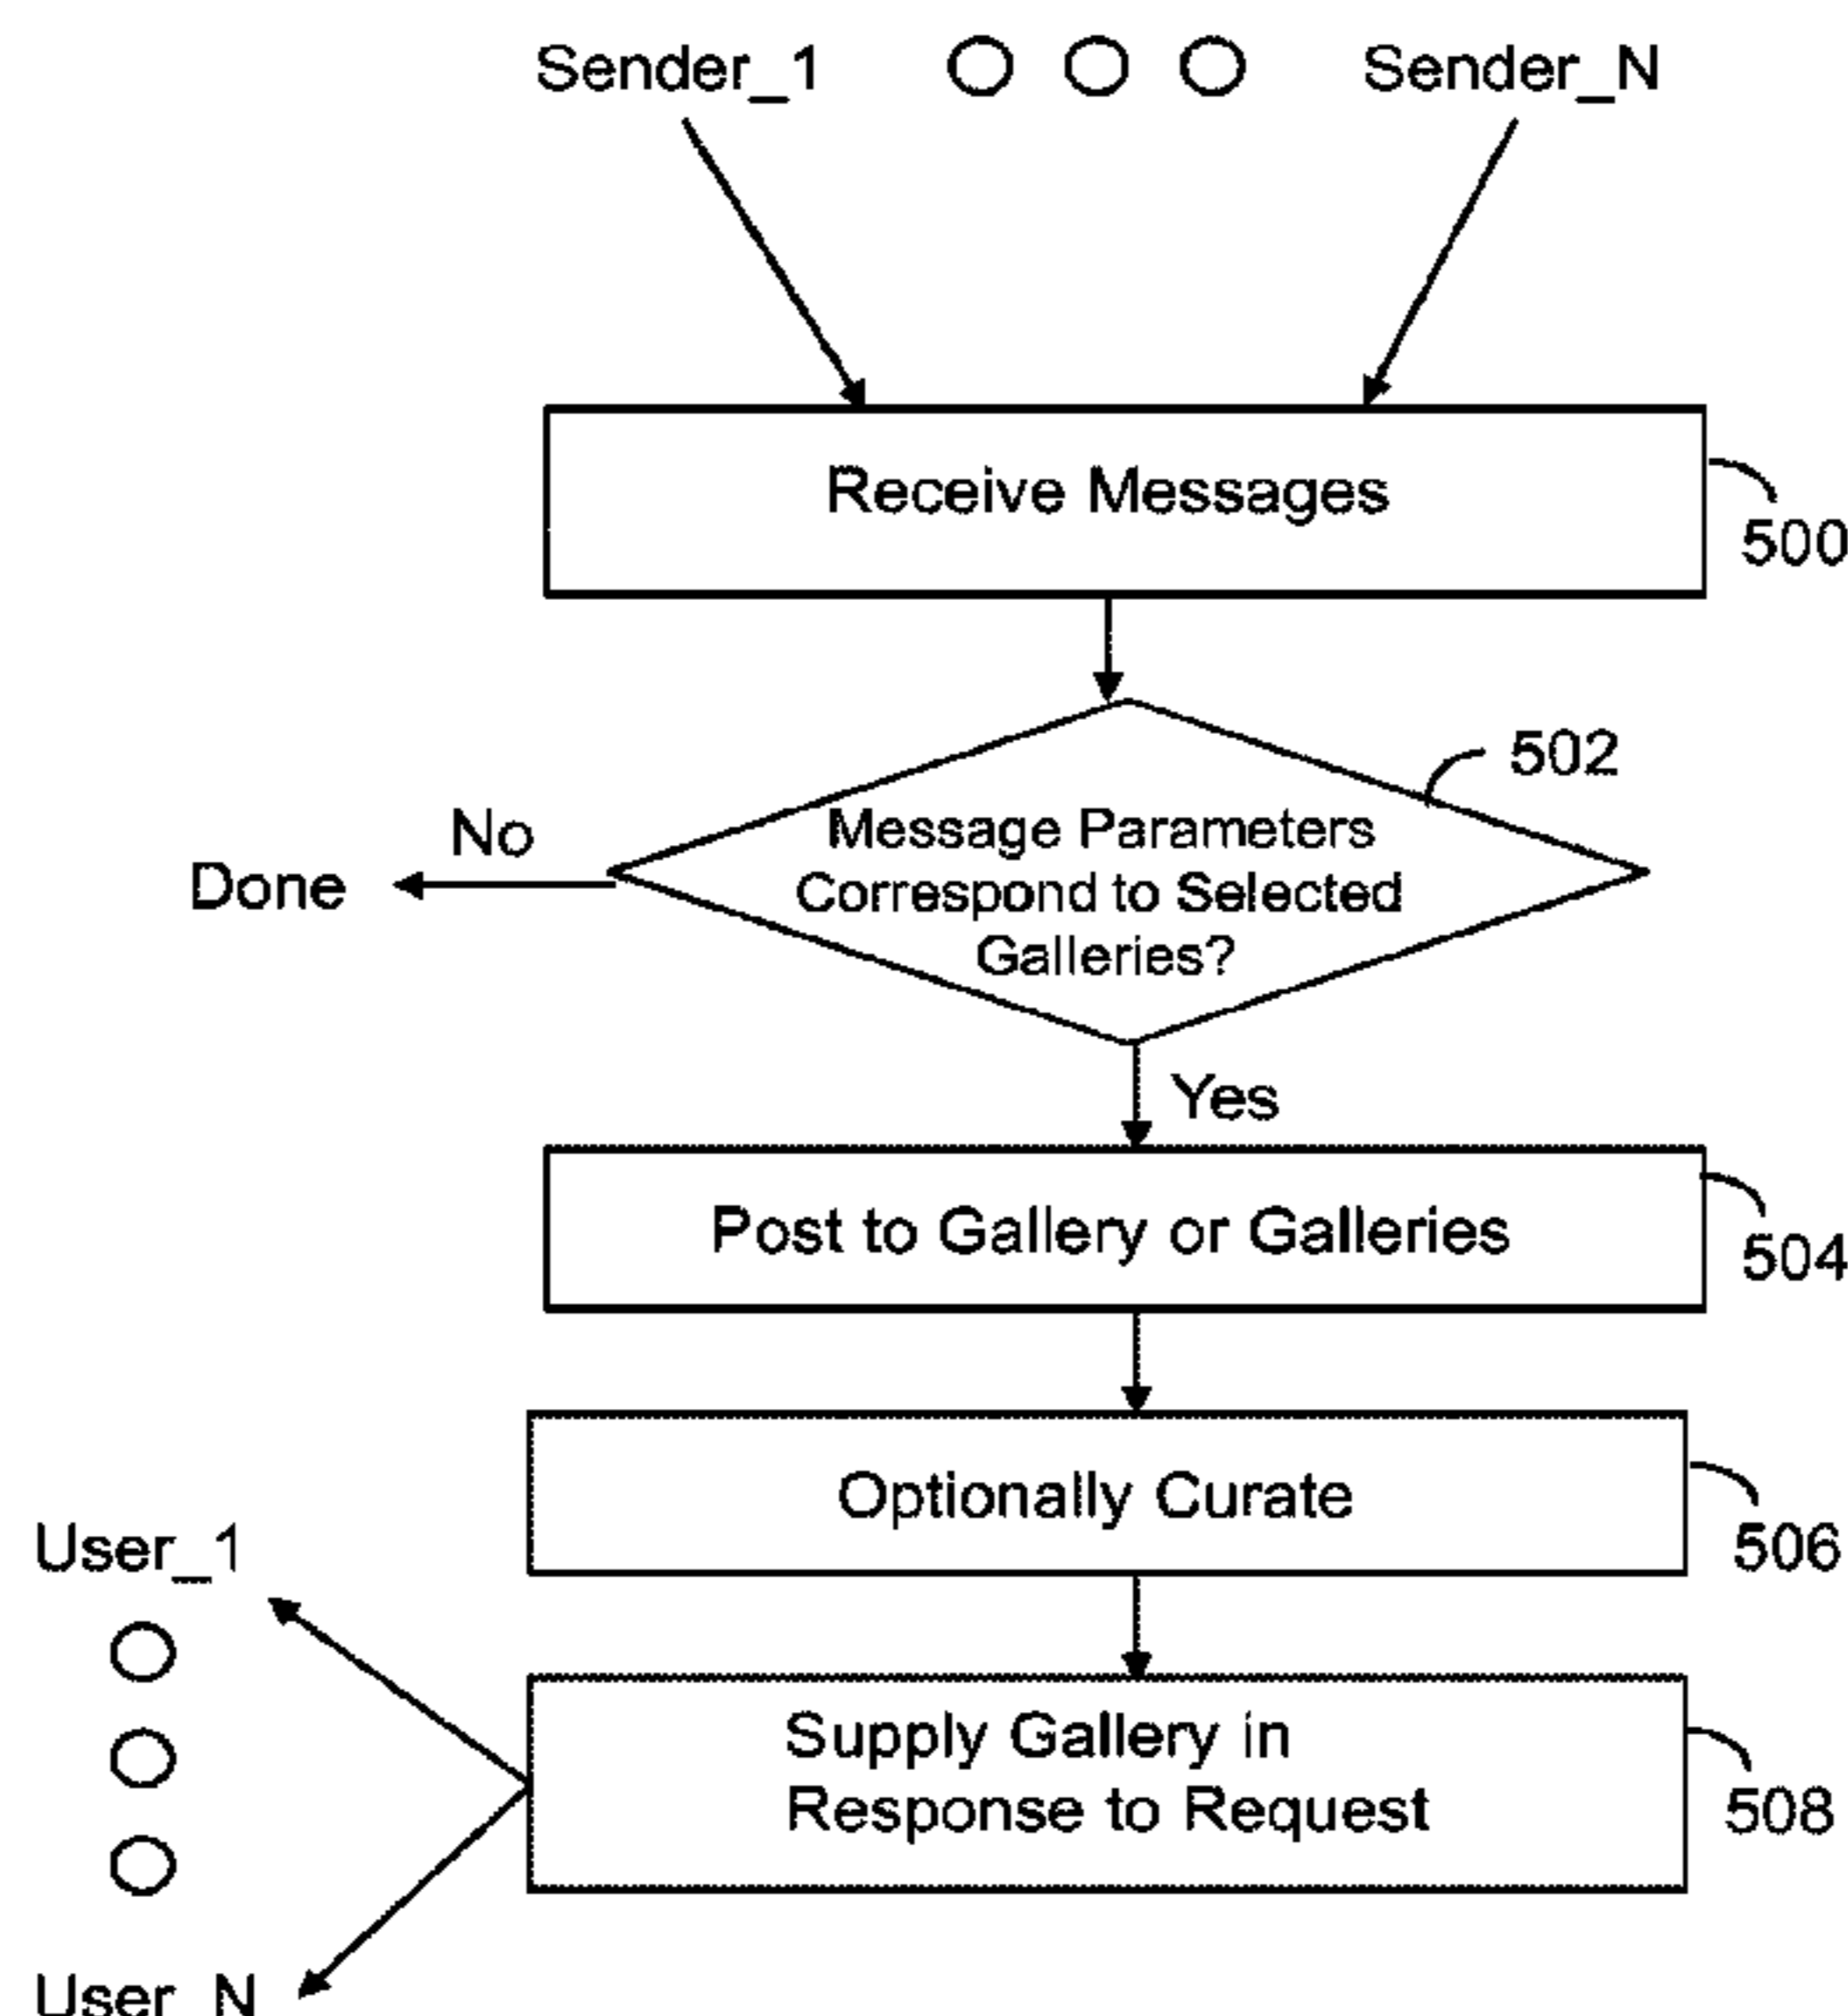 Sender_1 Sender_N
Receive Messages
500
502
Message Parameters
Correspond to Selected
Galleries?
No
Done
Yes
Post to Gallery or Galleries
504
Optionally Curate
506
User_1
Supply Gallery in
Response to Request
508
User_N